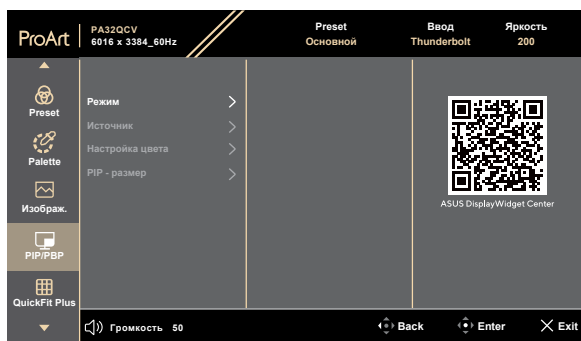 ProArt
PA32QCV
6016 x 3384_60Hz
Preset
Основной
Ввод
Thunderbolt
Яркость
200
Preset
Palette
Изображ.
PIP/PBP
QuickFit Plus
Режим
Источник
Настройка цвета
PIP - размер
ASUS DisplayWidget Center
Громкость 50
Back
Enter
Exit